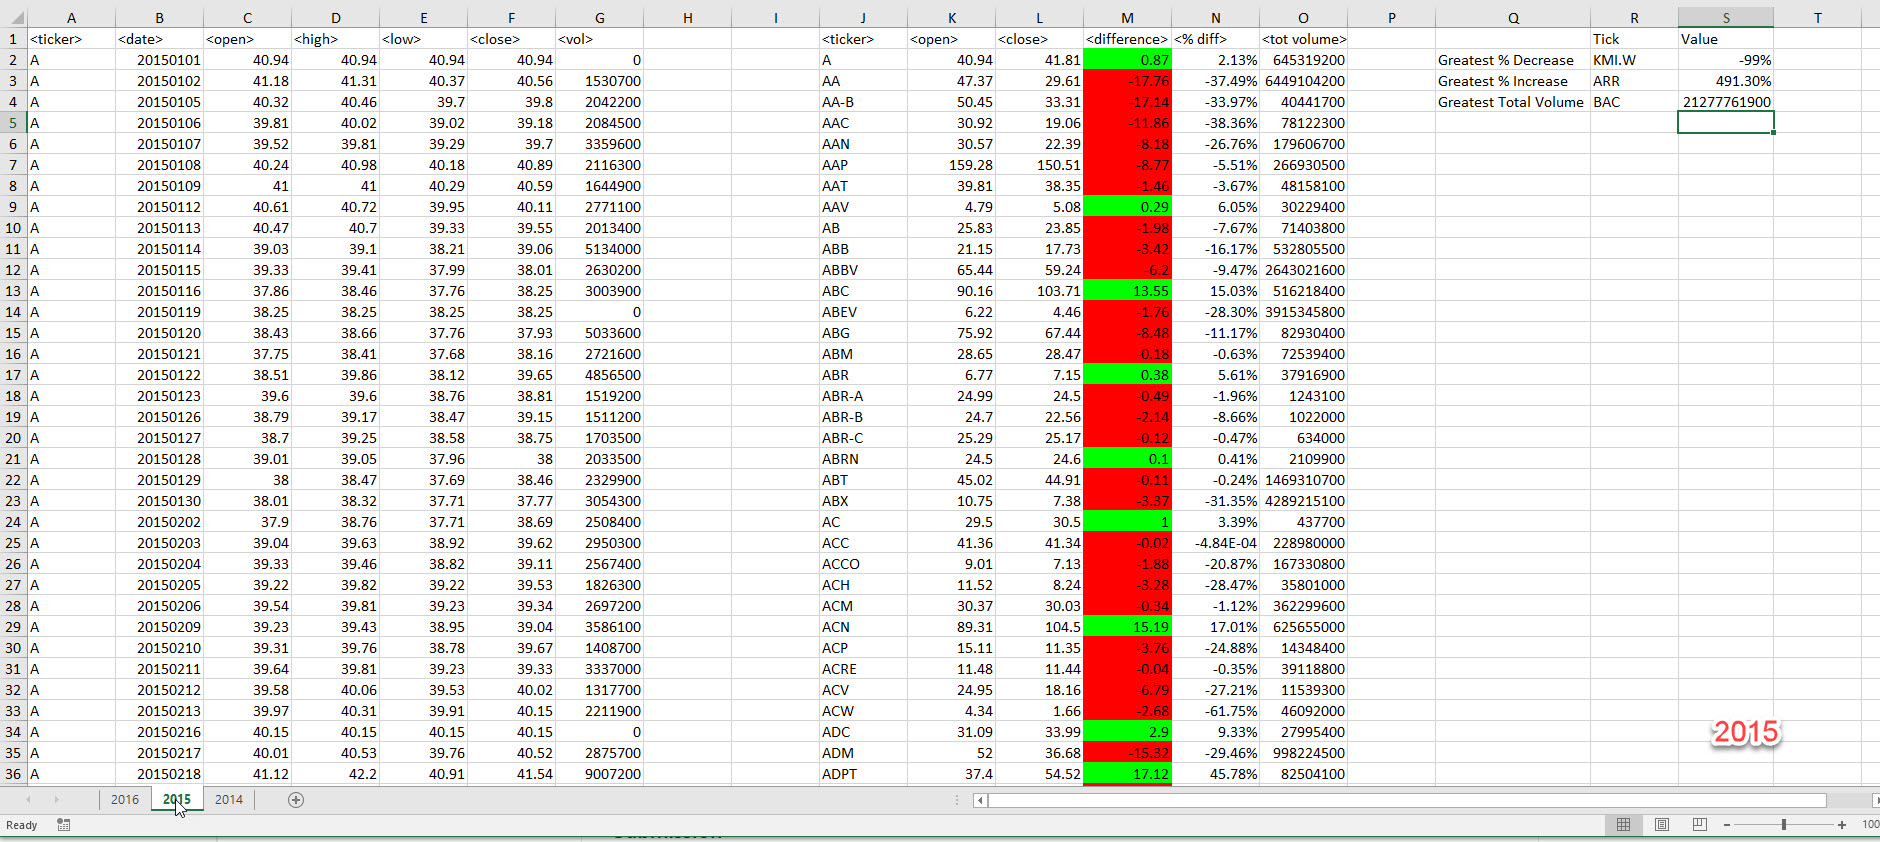 A B C D E F G H I J K L M N O P Q R S T
1 <ticker> <date> <open> <high> <low> <close> <vol> <ticker> <open> <close> <difference> <% diff> <tot volume> Tick Value
2 A 20150101 40.94 40.94 40.94 40.94 0 A 40.94 41.81 0.87 2.13% 645319200 Greatest % Decrease KMI.W -99%
3 A 20150102 41.18 41.31 40.37 40.56 1530700 AA 47.37 29.61 -17.76 -37.49% 6449104200 Greatest % Increase ARR 491.30%
4 A 20150105 40.32 40.46 39.7 39.8 2042200 AA-B 50.45 33.31 -17.14 -33.97% 40441700 Greatest Total Volume BAC 21277761900
5 A 20150106 39.81 40.02 39.02 39.18 2084500 AAC 30.92 19.06 -11.86 -38.36% 78122300
6 A 20150107 39.52 39.81 39.29 39.7 3359600 AAN 30.57 22.39 -8.18 -26.76% 179606700
7 A 20150108 40.24 40.98 40.18 40.89 2116300 AAP 159.28 150.51 -8.77 -5.51% 266930500
8 A 20150109 41 41 40.29 40.59 1644900 AAT 39.81 38.35 -1.46 -3.67% 48158100
9 A 20150112 40.61 40.72 39.95 40.11 2771100 AAV 4.79 5.08 0.29 6.05% 30229400
10 A 20150113 40.47 40.7 39.33 39.55 2013400 AB 25.83 23.85 -1.98 -7.67% 71403800
11 A 20150114 39.03 39.1 38.21 39.06 5134000 ABB 21.15 17.73 -3.42 -16.17% 532805500
12 A 20150115 39.33 39.41 37.99 38.01 2630200 ABBV 65.44 59.24 -6.2 -9.47% 2643021600
13 A 20150116 37.86 38.46 37.76 38.25 3003900 ABC 90.16 103.71 13.55 15.03% 516218400
14 A 20150119 38.25 38.25 38.25 38.25 0 ABEV 6.22 4.46 -1.76 -28.30% 3915345800
15 A 20150120 38.43 38.66 37.76 37.93 5033600 ABG 75.92 67.44 -8.48 -11.17% 82930400
16 A 20150121 37.75 38.41 37.68 38.16 2721600 ABM 28.65 28.47 -0.18 -0.63% 72539400
17 A 20150122 38.51 39.86 38.12 39.65 4856500 ABR 6.77 7.15 0.38 5.61% 37916900
18 A 20150123 39.6 39.6 38.76 38.81 1519200 ABR-A 24.99 24.5 -0.49 -1.96% 1243100
19 A 20150126 38.79 39.17 38.47 39.15 1511200 ABR-B 24.7 22.56 -2.14 -8.66% 1022000
20 A 20150127 38.7 39.25 38.58 38.75 1703500 ABR-C 25.29 25.17 -0.12 -0.47% 634000
21 A 20150128 39.01 39.05 37.96 38 2033500 ABRN 24.5 24.6 0.1 0.41% 2109900
22 A 20150129 38 38.47 37.69 38.46 2329900 ABT 45.02 44.91 -0.11 -0.24% 1469310700
23 A 20150130 38.01 38.32 37.71 37.77 3054300 ABX 10.75 7.38 -3.37 -31.35% 4289215100
24 A 20150202 37.9 38.76 37.71 38.69 2508400 AC 29.5 30.5 1 3.39% 437700
25 A 20150203 39.04 39.63 38.92 39.62 2950300 ACC 41.36 41.34 -0.02 -4.84E-04 228980000
26 A 20150204 39.33 39.46 38.82 39.11 2567400 ACCO 9.01 7.13 -1.88 -20.87% 167330800
27 A 20150205 39.22 39.82 39.22 39.53 1826300 ACH 11.52 8.24 -3.28 -28.47% 35801000
28 A 20150206 39.54 39.81 39.23 39.34 2697200 ACM 30.37 30.03 -0.34 -1.12% 362299600
29 A 20150209 39.23 39.43 38.95 39.04 3586100 ACN 89.31 104.5 15.19 17.01% 625655000
30 A 20150210 39.31 39.76 38.78 39.67 1408700 ACP 15.11 11.35 -3.76 -24.88% 14348400
31 A 20150211 39.64 39.81 39.23 39.33 3337000 ACRE 11.48 11.44 -0.04 -0.35% 39118800
32 A 20150212 39.58 40.06 39.53 40.02 1317700 ACV 24.95 18.16 -6.79 -27.21% 11539300
33 A 20150213 39.97 40.31 39.91 40.15 2211900 ACW 4.34 1.66 -2.68 -61.75% 46092000
34 A 20150216 40.15 40.15 40.15 40.15 0 ADC 31.09 33.99 2.9 9.33% 27995400
35 A 20150217 40.01 40.53 39.76 40.52 2875700 ADM 52 36.68 -15.32 -29.46% 998224500
36 A 20150218 41.12 42.2 40.91 41.54 9007200 ADPT 37.4 54.52 17.12 45.78% 82504100
2015
2016 2015 2014
Ready 100